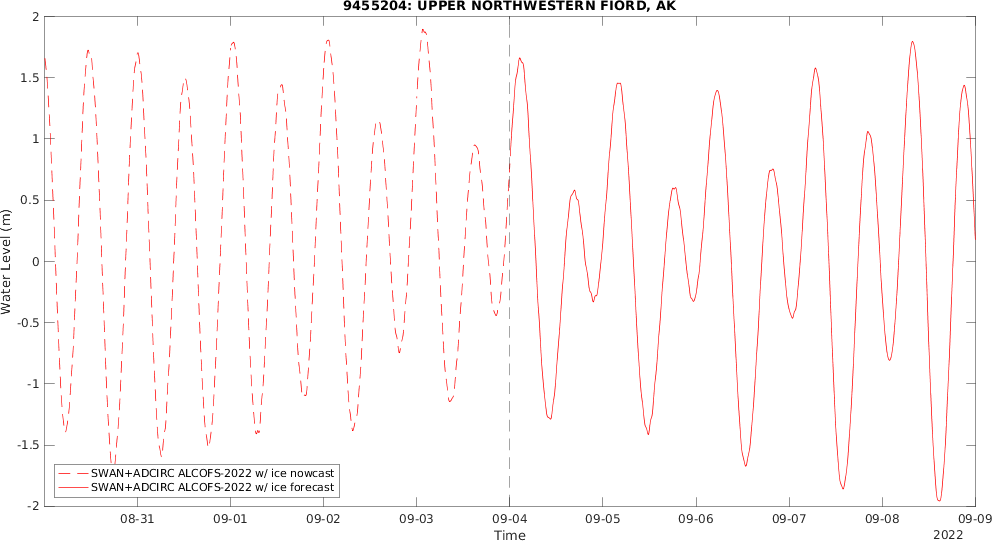 9455204: UPPER NORTHWESTERN FIORD, AK
Water Level (m)
2
1.5
1
0.5
0
-0.5
-1
-1.5
-2
SWAN+ADCIRC ALCOFS-2022 w/ ice nowcast
SWAN+ADCIRC ALCOFS-2022 w/ ice forecast
08-31 09-01 09-02 09-03 09-04 09-05 09-06 09-07 09-08 09-09
Time
2022